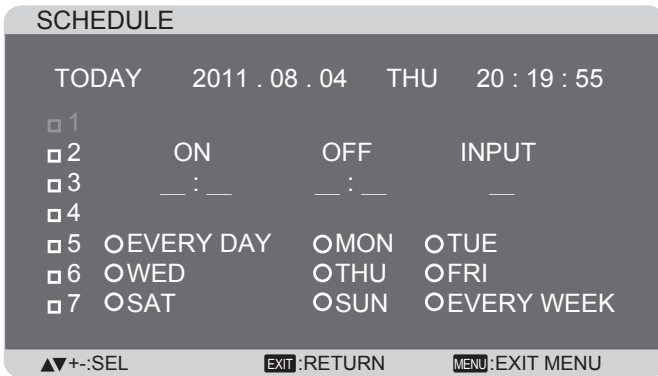 SCHEDULE
TODAY 2011 . 08 . 04 THU 20 : 19 : 55
1
2 ON OFF INPUT
3 __ : __ __ : __ __
4
5 EVERY DAY MON TUE
6 WED THU FRI
7 SAT SUN EVERY WEEK
▲▼+-:SEL EXIT:RETURN MENU:EXIT MENU